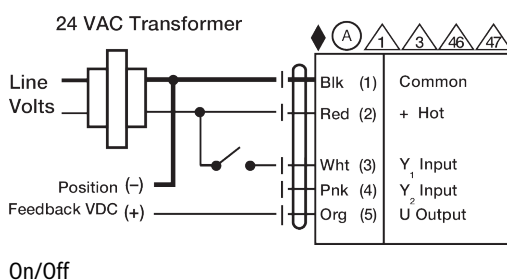 24 VAC Transformer
A 1 3 46 47
Line Volts
Blk (1) Common
Red (2) + Hot
Wht (3) Y1 Input
Pnk (4) Y2 Input
Org (5) U Output
Position (–)
Feedback VDC (+)
On/Off